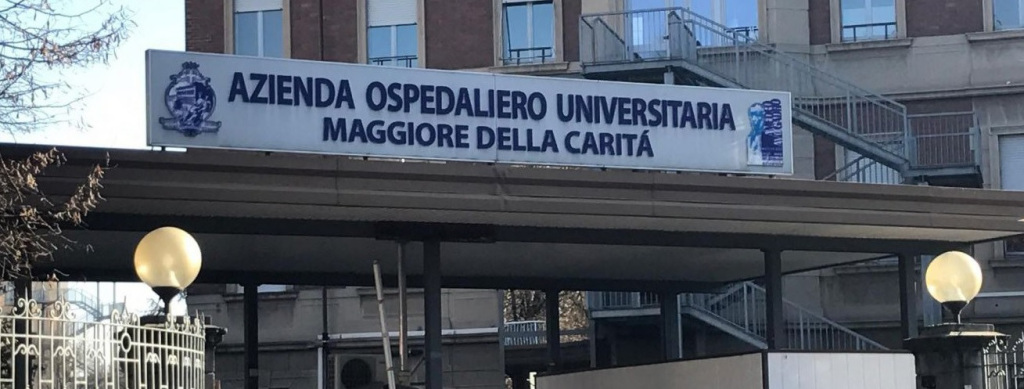 AZIENDA OSPEDALIERO UNIVERSITARIA
MAGGIORE DELLA CARITÁ